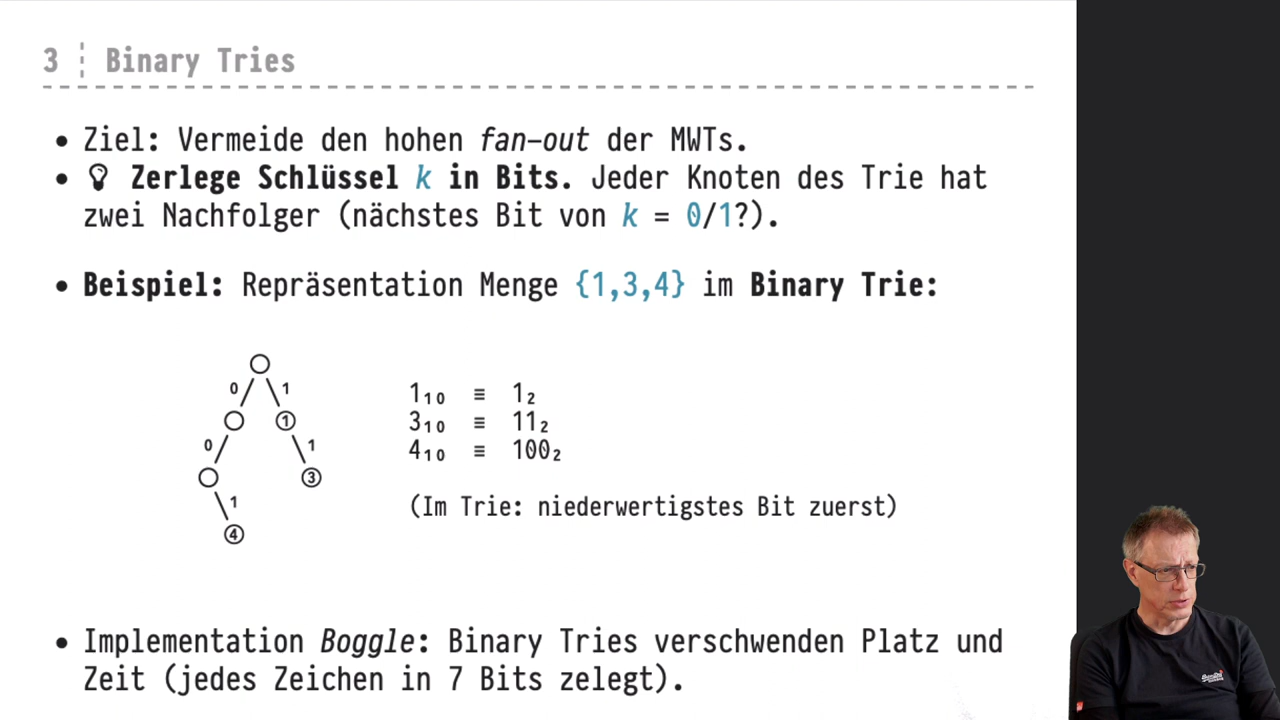 3 ┆ Binary Tries
• Ziel: Vermeide den hohen fan-out der MWTs.
• Zerlege Schlüssel k in Bits. Jeder Knoten des Trie hat
zwei Nachfolger (nächstes Bit von k = 0/1?).
• Beispiel: Repräsentation Menge {1,3,4} im Binary Trie:
0 1
1
0 1
3
1
4
1₁₀ ≡ 1₂
3₁₀ ≡ 11₂
4₁₀ ≡ 100₂
(Im Trie: niederwertigstes Bit zuerst)
• Implementation Boggle: Binary Tries verschwenden Platz und
Zeit (jedes Zeichen in 7 Bits zelegt).